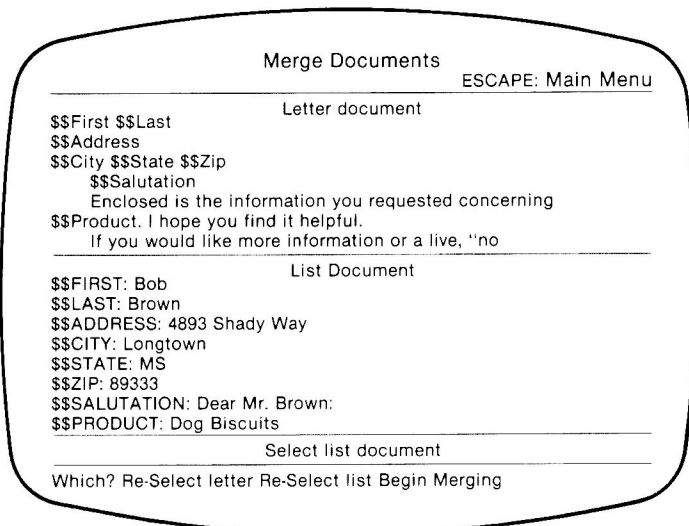 Merge Documents
ESCAPE: Main Menu
Letter document
$$First $$Last
$$Address
$$City $$State $$Zip
$$Salutation
Enclosed is the information you requested concerning
$$Product. I hope you find it helpful.
If you would like more information or a live, “no
List Document
$$FIRST: Bob
$$LAST: Brown
$$ADDRESS: 4893 Shady Way
$$CITY: Longtown
$$STATE: MS
$$ZIP: 89333
$$SALUTATION: Dear Mr. Brown:
$$PRODUCT: Dog Biscuits
Select list document
Which? Re-Select letter Re-Select list Begin Merging